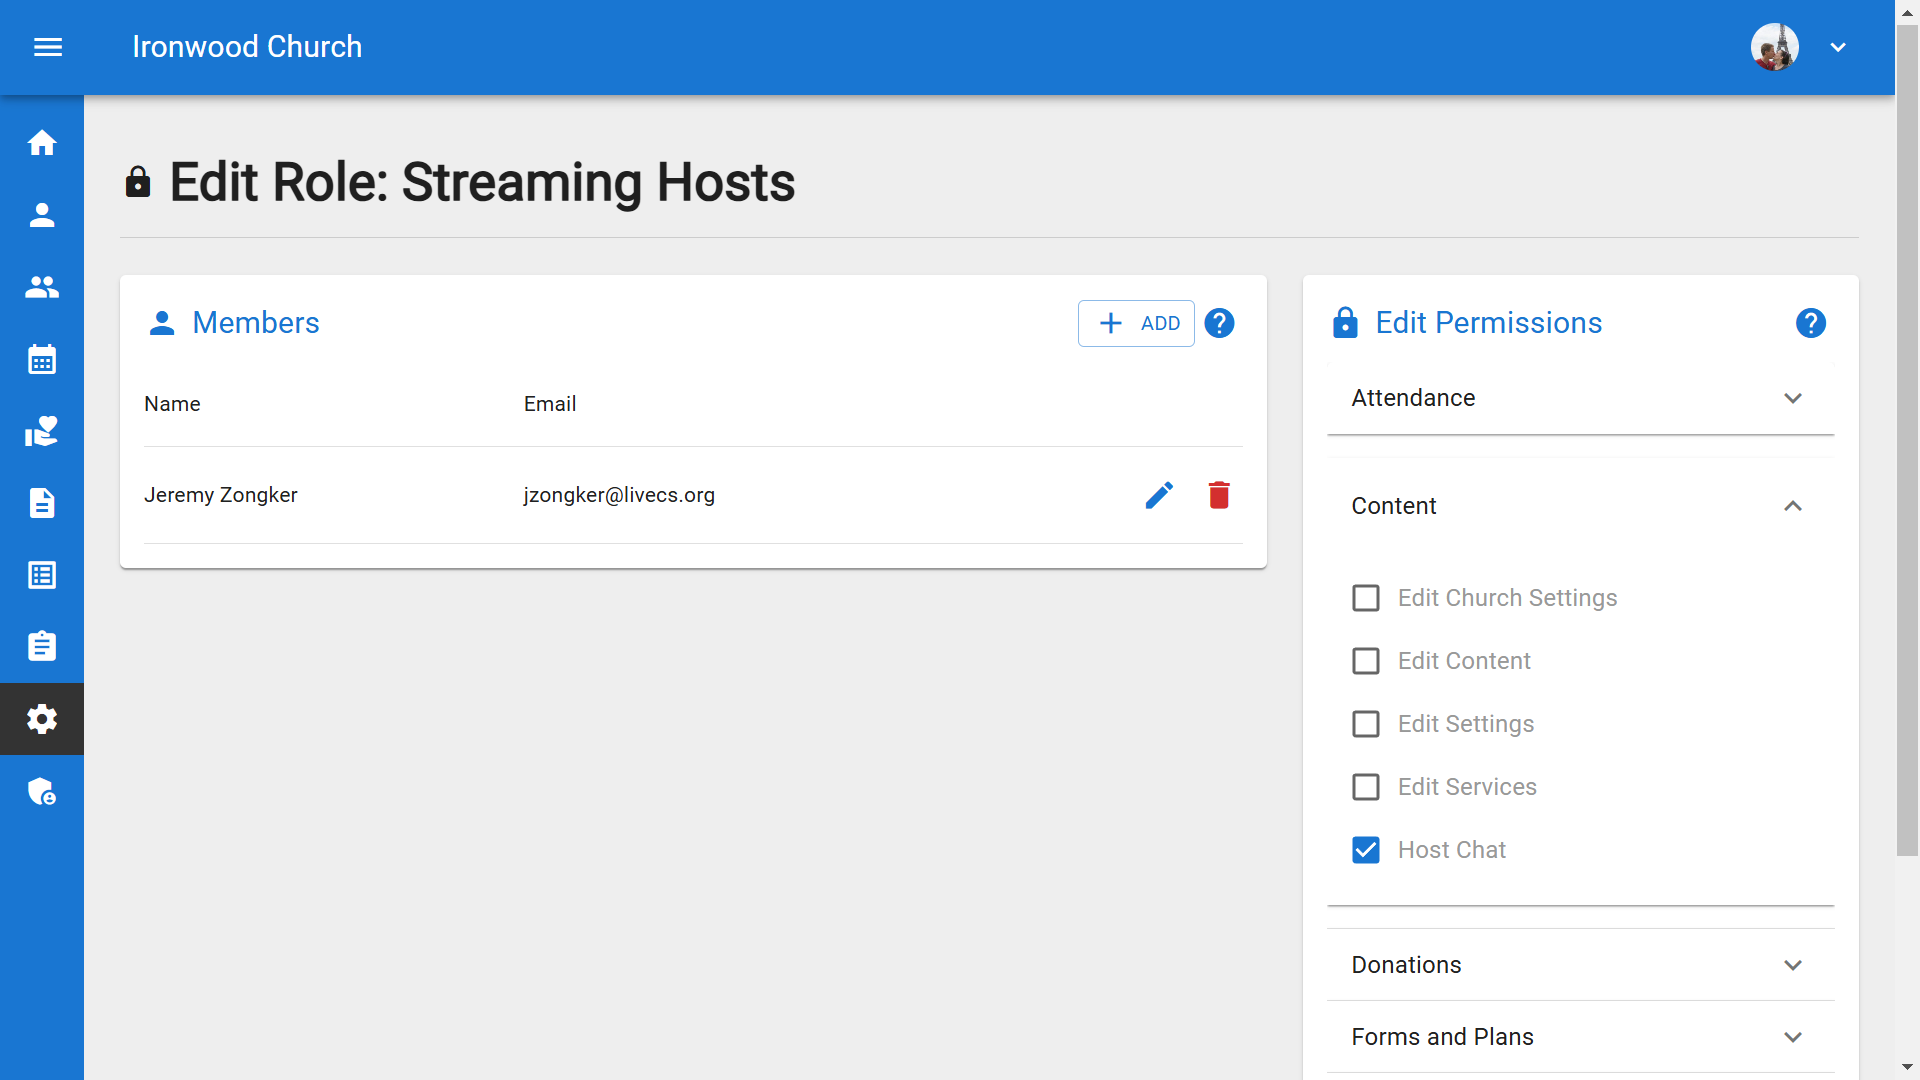 Ironwood Church
Edit Role: Streaming Hosts
Members
ADD
Name Email
Jeremy Zongker jzongker@livecs.org
Edit Permissions
Attendance
Content
Edit Church Settings
Edit Content
Edit Settings
Edit Services
Host Chat
Donations
Forms and Plans